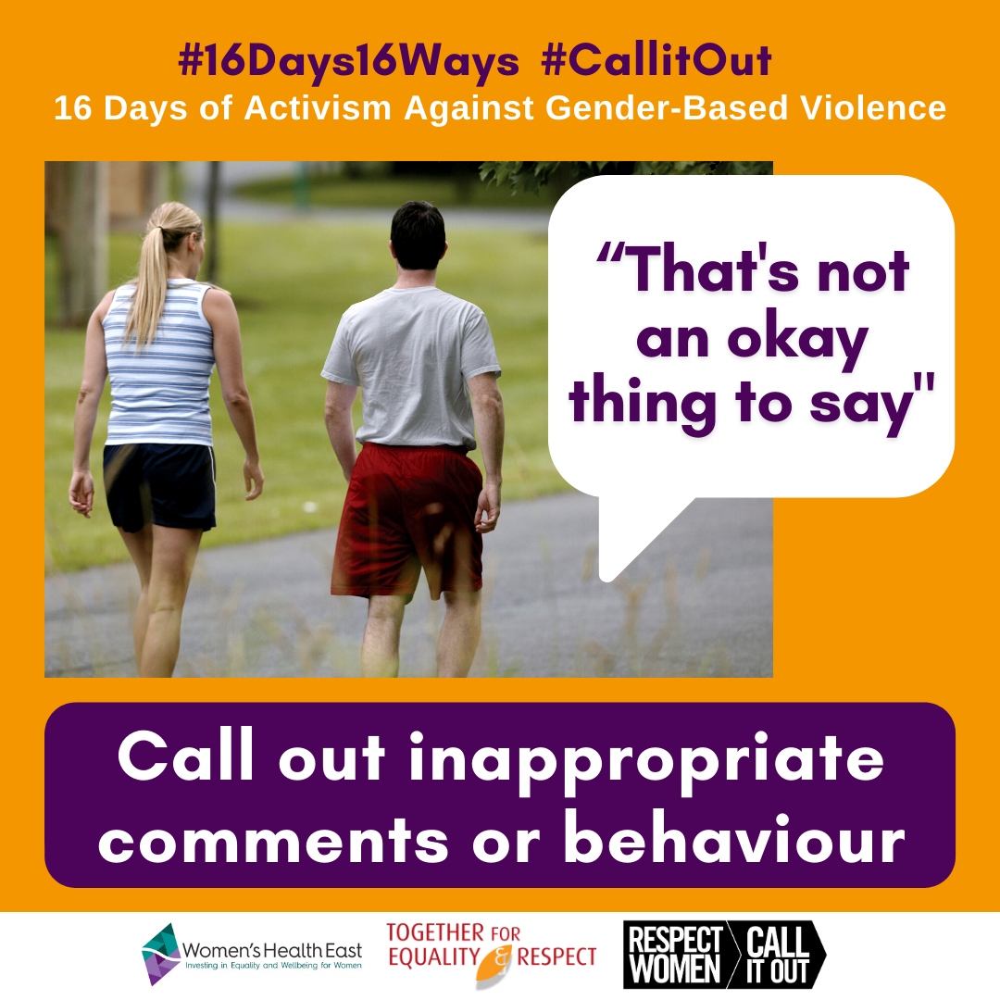 #16Days16Ways #CallitOut
16 Days of Activism Against Gender-Based Violence
“That's not
an okay
thing to say"
Call out inappropriate
comments or behaviour
Women's Health East
Investing in Equality and Wellbeing for Women
TOGETHER FOR
EQUALITY & RESPECT
RESPECT
WOMEN
CALL
IT OUT